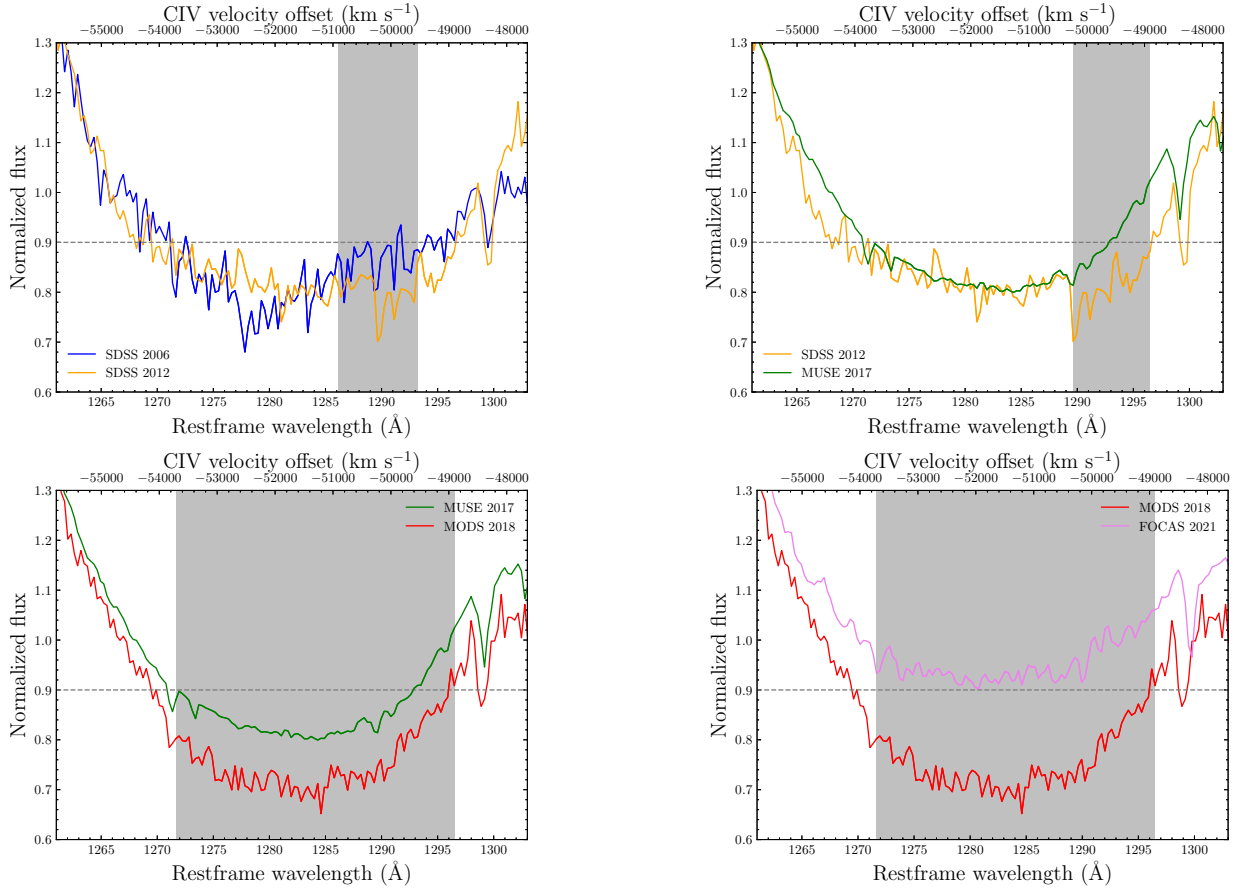 CIV velocity offset (km s⁻¹)
−55000 −54000 −53000 −52000 −51000 −50000 −49000 −48000
1.3
1.2
1.1
1.0
0.9
0.8
0.7
0.6
Normalized flux
SDSS 2006
SDSS 2012
1265 1270 1275 1280 1285 1290 1295 1300
Restframe wavelength (Å)
CIV velocity offset (km s⁻¹)
−55000 −54000 −53000 −52000 −51000 −50000 −49000 −48000
1.3
1.2
1.1
1.0
0.9
0.8
0.7
0.6
Normalized flux
SDSS 2012
MUSE 2017
1265 1270 1275 1280 1285 1290 1295 1300
Restframe wavelength (Å)
CIV velocity offset (km s⁻¹)
−55000 −54000 −53000 −52000 −51000 −50000 −49000 −48000
1.3
1.2
1.1
1.0
0.9
0.8
0.7
0.6
Normalized flux
MUSE 2017
MODS 2018
1265 1270 1275 1280 1285 1290 1295 1300
Restframe wavelength (Å)
CIV velocity offset (km s⁻¹)
−55000 −54000 −53000 −52000 −51000 −50000 −49000 −48000
1.3
1.2
1.1
1.0
0.9
0.8
0.7
0.6
Normalized flux
MODS 2018
FOCAS 2021
1265 1270 1275 1280 1285 1290 1295 1300
Restframe wavelength (Å)